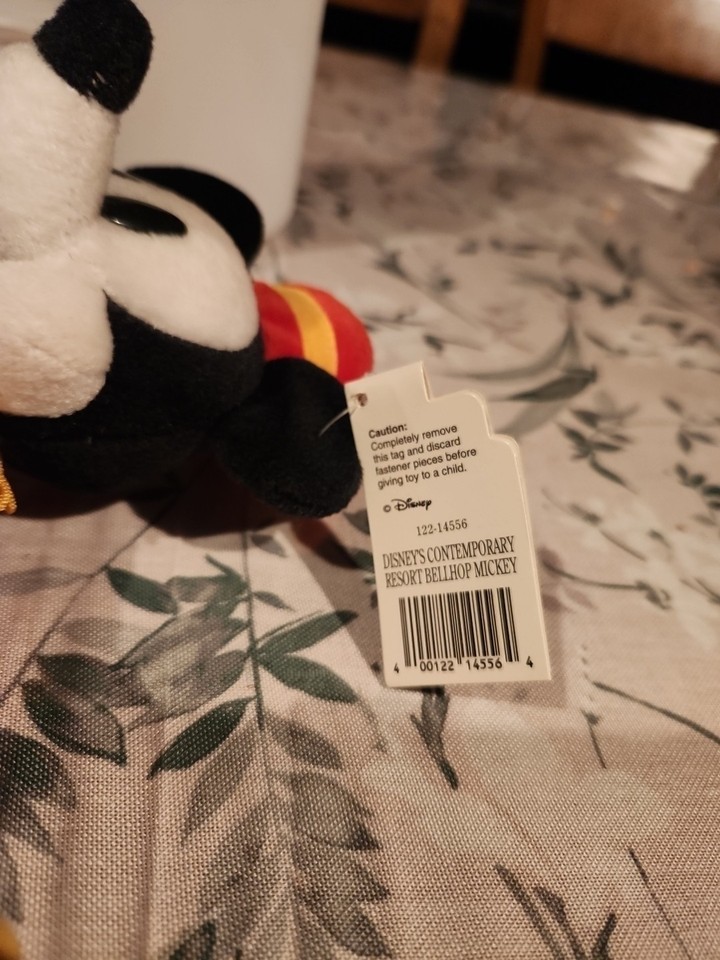 Caution:
Completely remove
this tag and discard
fastener pieces before
giving toy to a child.
© Disney
122-14556
DISNEY'S CONTEMPORARY
RESORT BELLHOP MICKEY
4 00122 14556 4